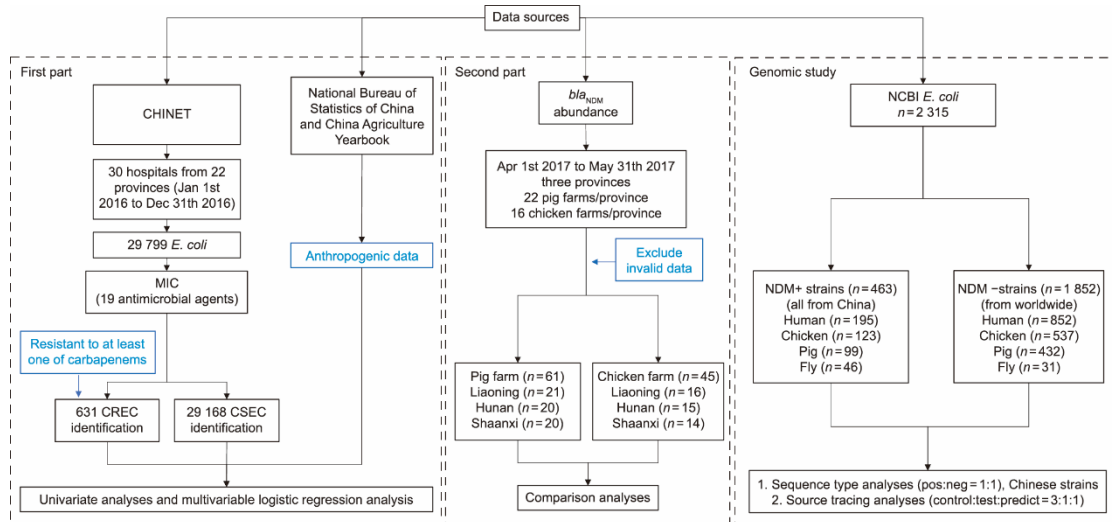 Data sources
First part
CHINET
30 hospitals from 22
provinces (Jan 1st
2016 to Dec 31th 2016)
29 799 E. coli
MIC
(19 antimicrobial agents)
Resistant to at least
one of carbapenems
631 CREC
identification
29 168 CSEC
identification
National Bureau of
Statistics of China
and China Agriculture
Yearbook
Anthropogenic data
Univariate analyses and multivariable logistic regression analysis
Second part
blaNDM
abundance
Apr 1st 2017 to May 31th 2017
three provinces
22 pig farms/province
16 chicken farms/province
Exclude
invalid data
Pig farm (n=61)
Liaoning (n=21)
Hunan (n=20)
Shaanxi (n=20)
Chicken farm (n=45)
Liaoning (n=16)
Hunan (n=15)
Shaanxi (n=14)
Comparison analyses
Genomic study
NCBI E. coli
n=2 315
NDM+ strains (n=463)
(all from China)
Human (n=195)
Chicken (n=123)
Pig (n=99)
Fly (n=46)
NDM −strains (n=1 852)
(from worldwide)
Human (n=852)
Chicken (n=537)
Pig (n=432)
Fly (n=31)
1. Sequence type analyses (pos:neg=1:1), Chinese strains
2. Source tracing analyses (control:test:predict=3:1:1)